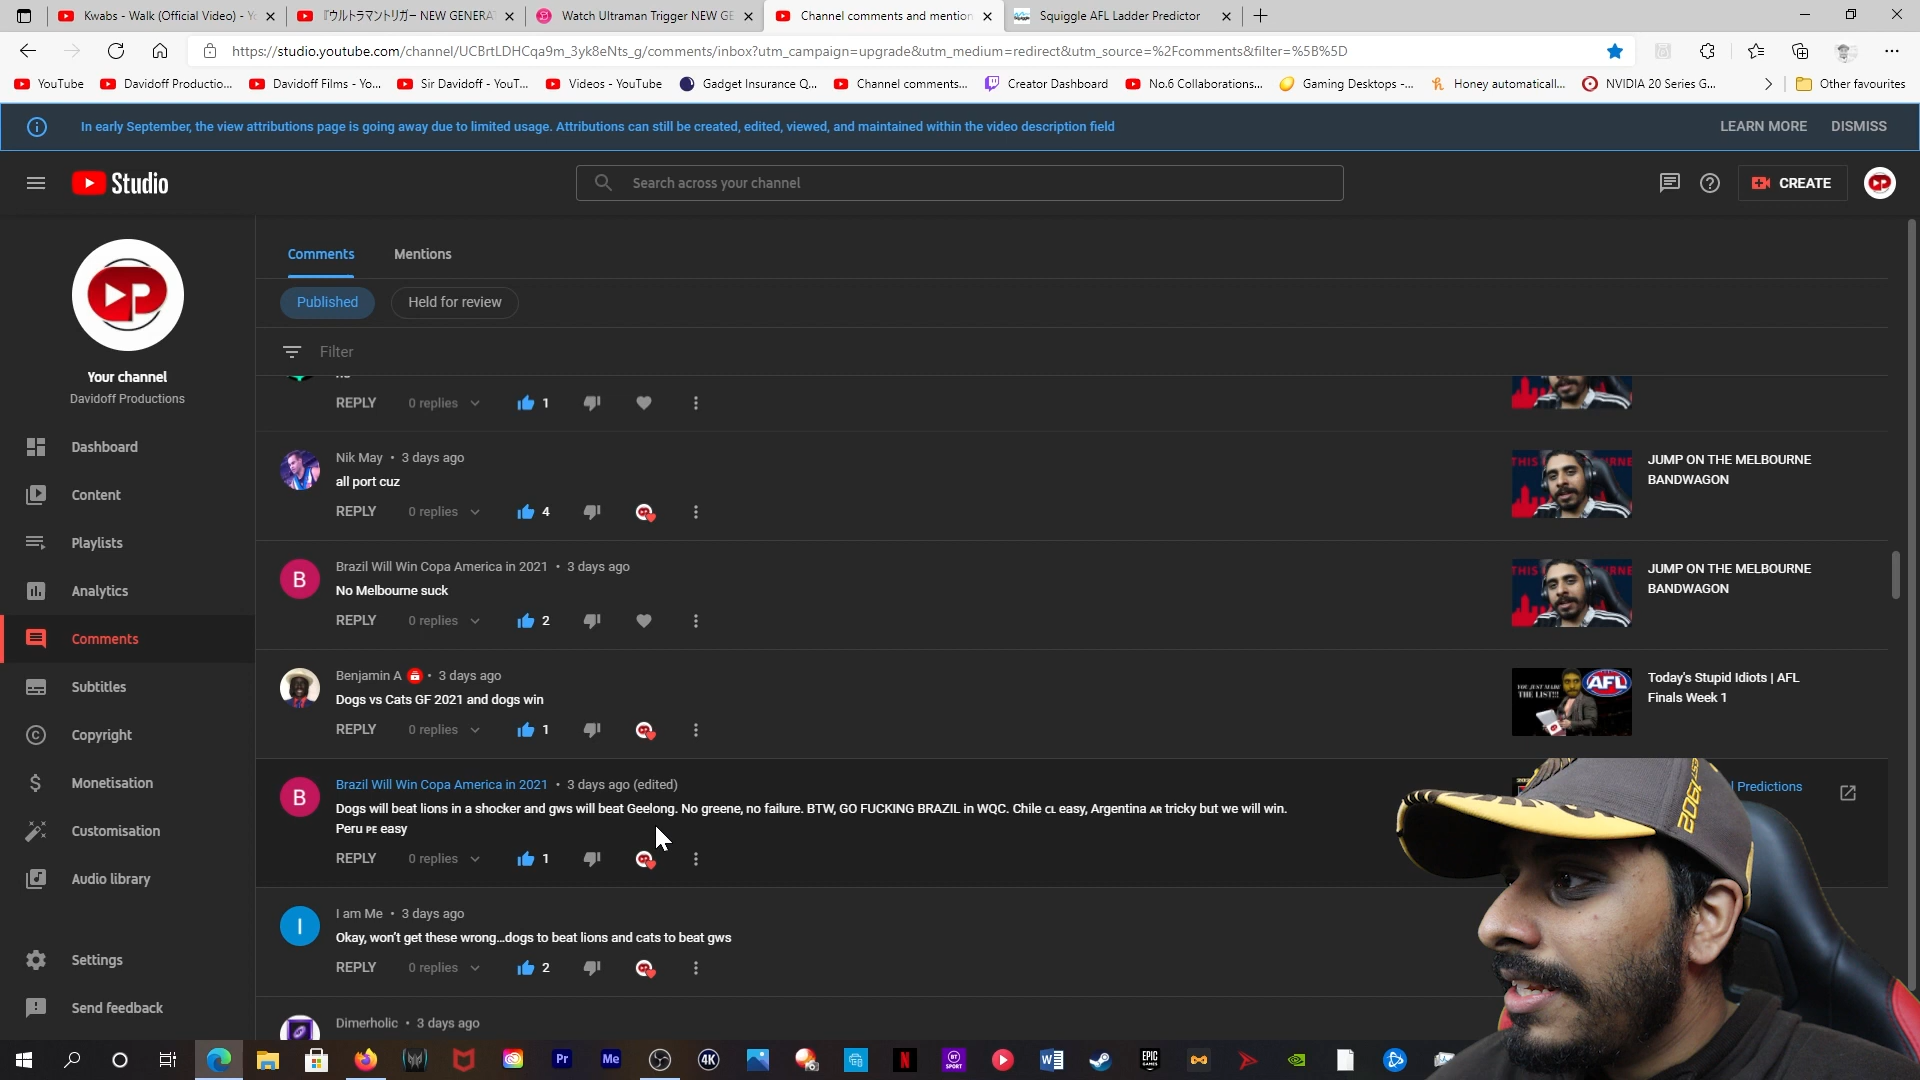 Kwabs - Walk (Official Video) - Y
『ウルトラマントリガー NEW GENERA
Watch Ultraman Trigger NEW GE
Channel comments and mention
Squiggle AFL Ladder Predictor
https://studio.youtube.com/channel/UCBrtLDHCqa9m_3yk8eNts_g/comments/inbox?utm_campaign=upgrade&utm_medium=redirect&utm_source=%2Fcomments&filter=%5B%5D
YouTube
Davidoff Productio...
Davidoff Films - Yo...
Sir Davidoff - YouT...
Videos - YouTube
Gadget Insurance Q...
Channel comments...
Creator Dashboard
No.6 Collaborations...
Gaming Desktops -...
Honey automaticall...
NVIDIA 20 Series G...
Other favourites
In early September, the view attributions page is going away due to limited usage. Attributions can still be created, edited, viewed, and maintained within the video description field
LEARN MORE
DISMISS
Studio
Search across your channel
CREATE
Your channel
Davidoff Productions
Dashboard
Content
Playlists
Analytics
Comments
Subtitles
Copyright
Monetisation
Customisation
Audio library
Settings
Send feedback
Comments
Mentions
Published
Held for review
Filter
REPLY 0 replies 1
Nik May • 3 days ago
all port cuz
REPLY 0 replies 4
JUMP ON THE MELBOURNE
BANDWAGON
Brazil Will Win Copa America in 2021 • 3 days ago
No Melbourne suck
REPLY 0 replies 2
JUMP ON THE MELBOURNE
BANDWAGON
Benjamin A • 3 days ago
Dogs vs Cats GF 2021 and dogs win
REPLY 0 replies 1
YOU JUST MADE
THE LIST!!!
AFL
Today's Stupid Idiots | AFL
Finals Week 1
Brazil Will Win Copa America in 2021 • 3 days ago (edited)
Dogs will beat lions in a shocker and gws will beat Geelong. No greene, no failure. BTW, GO FUCKING BRAZIL in WQC. Chile CL easy, Argentina AR tricky but we will win.
Peru PE easy
REPLY 0 replies 1
Predictions
I am Me • 3 days ago
Okay, won't get these wrong...dogs to beat lions and cats to beat gws
REPLY 0 replies 2
Dimerholic • 3 days ago